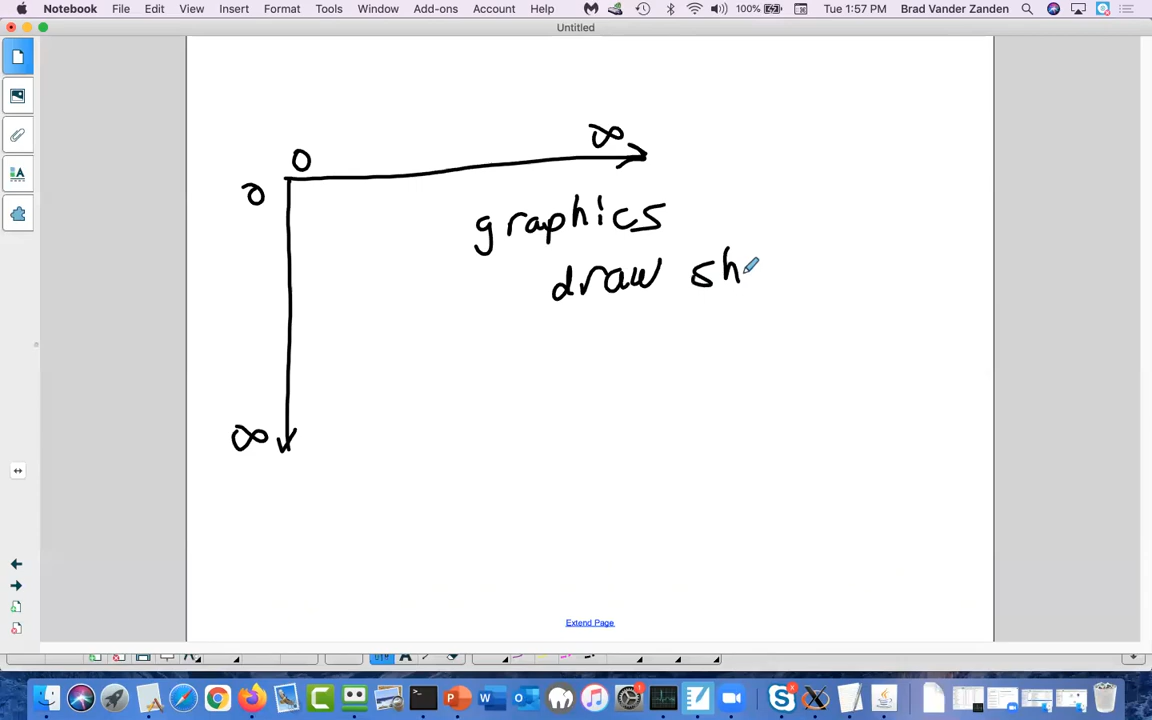 Notebook File Edit View Insert Format Tools Window Add-ons Account Help 100% Tue 1:57 PM Brad Vander Zanden
Untitled
0 ∞
0
graphics
draw sh
∞
Extend Page